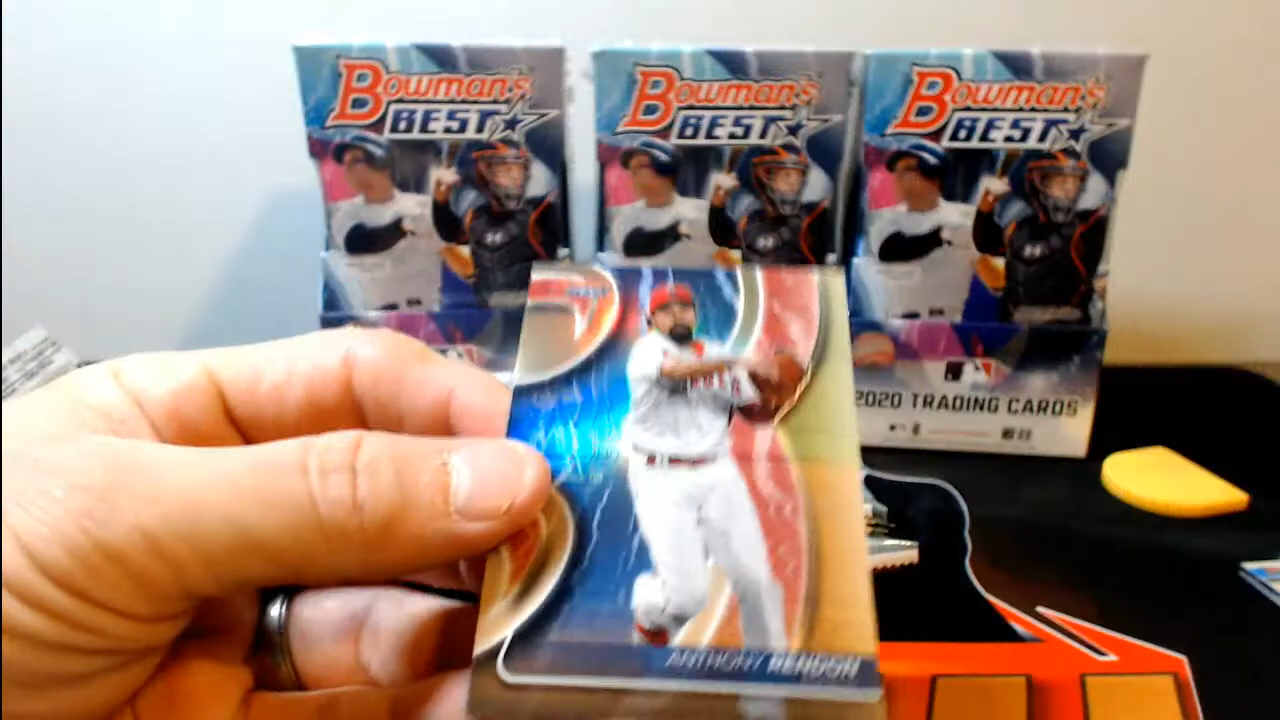 BOWMAN'S
BEST
BOWMAN'S
BEST
BOWMAN'S
BEST
2020 TRADING CARDS
ANTHONY RENDON